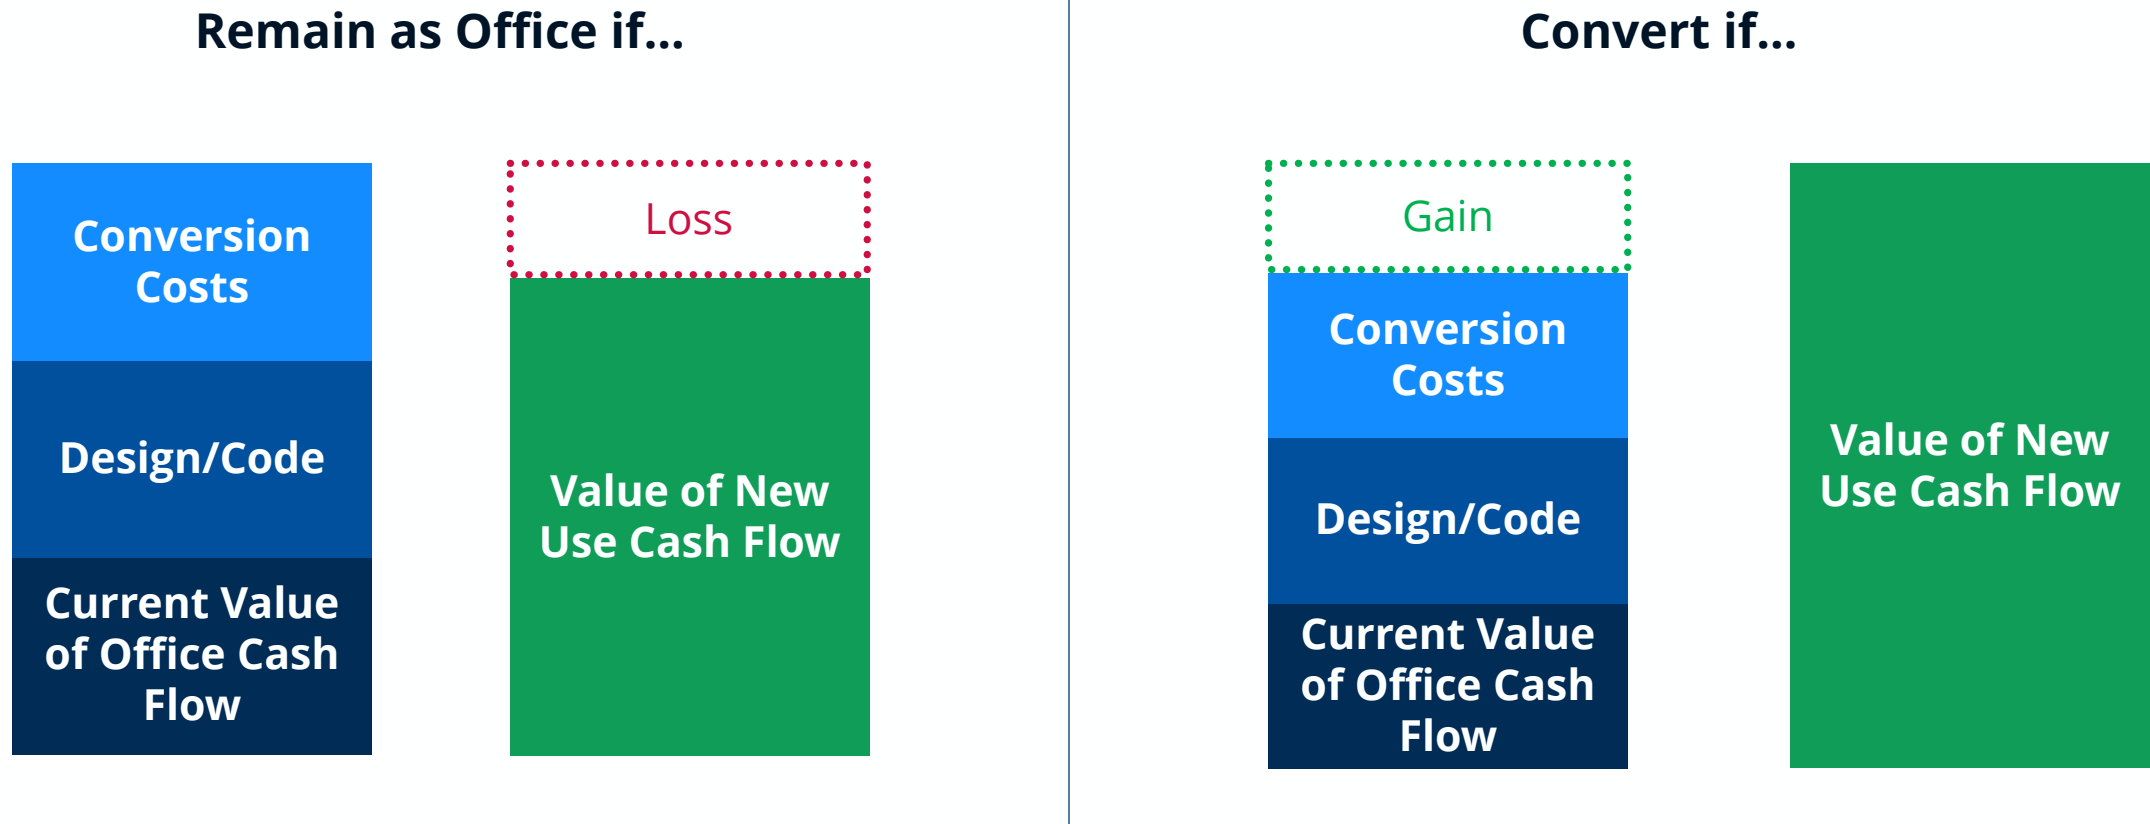 Remain as Office if...
Conversion
Costs
Design/Code
Current Value
of Office Cash
Flow
Loss
Value of New
Use Cash Flow
Convert if...
Gain
Conversion
Costs
Design/Code
Current Value
of Office Cash
Flow
Value of New
Use Cash Flow